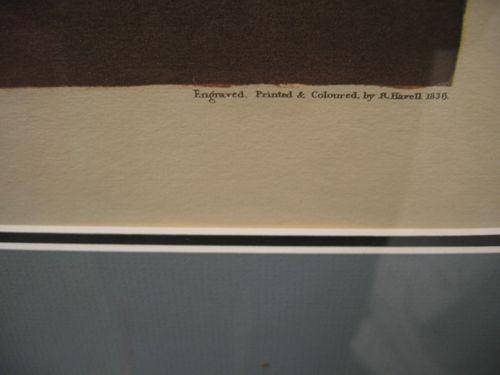 Engraved, Printed & Coloured, by R. Havell 1836.